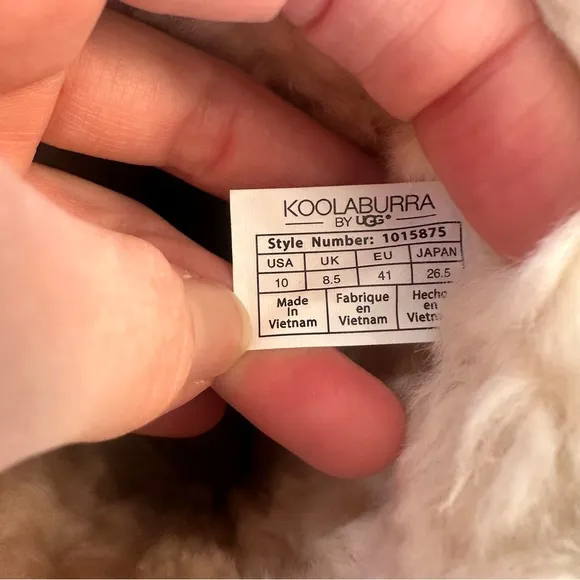 KOOLABURRA
BY UGG®
Style Number: 1015875
USA UK EU JAPAN
10 8.5 41 26.5
Made Fabrique Hecho
in en en
Vietnam Vietnam